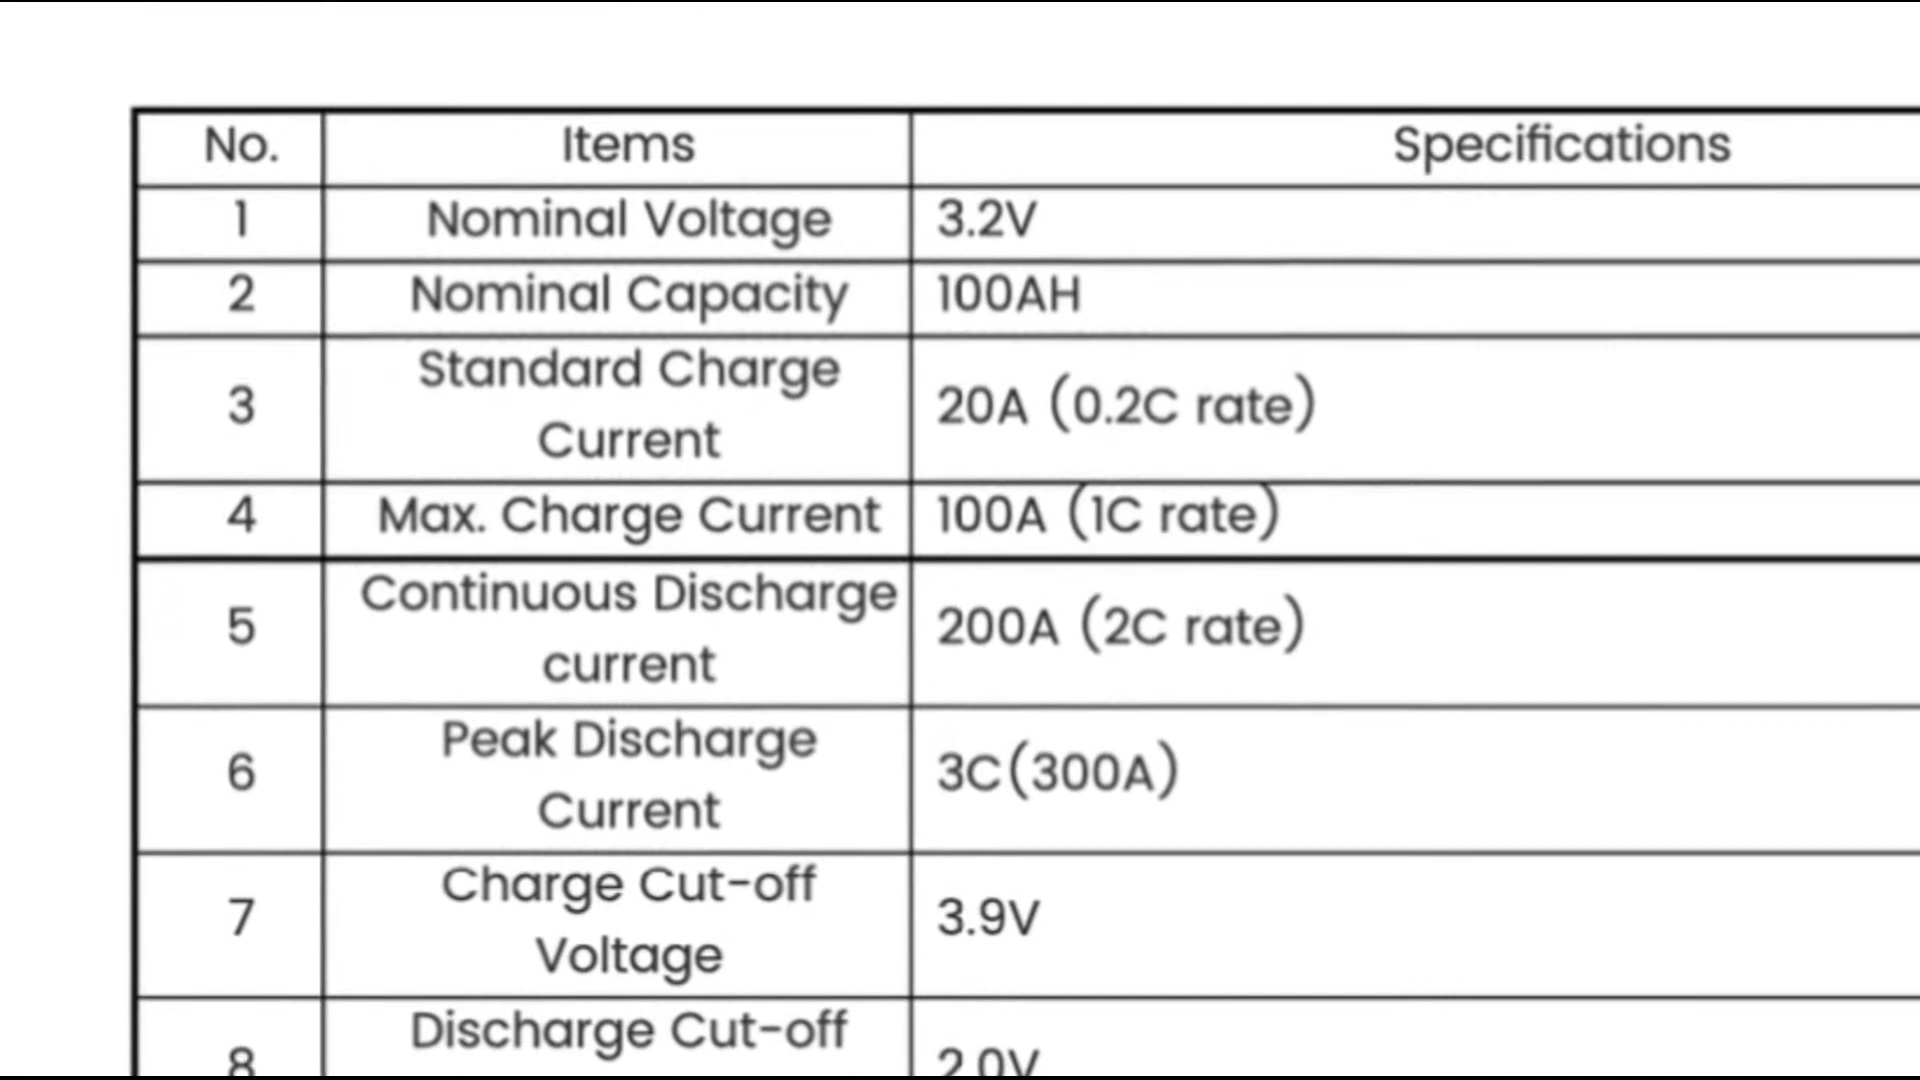 No. Items Specifications
1 Nominal Voltage 3.2V
2 Nominal Capacity 100AH
3 Standard Charge Current 20A (0.2C rate)
4 Max. Charge Current 100A (1C rate)
5 Continuous Discharge current 200A (2C rate)
6 Peak Discharge Current 3C(300A)
7 Charge Cut-off Voltage 3.9V
8 Discharge Cut-off 2.0V